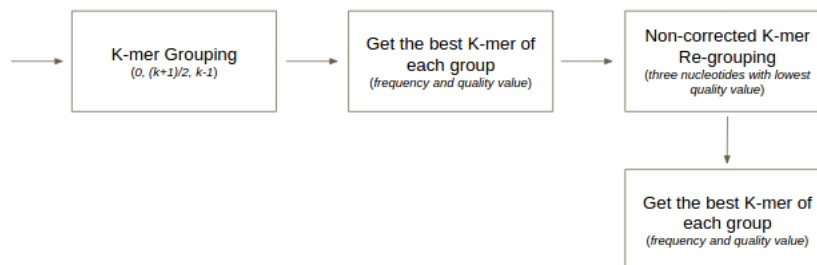 K-mer Grouping
(0, (k+1)/2, k-1)
Get the best K-mer of
each group
(frequency and quality value)
Non-corrected K-mer
Re-grouping
(three nucleotides with lowest
quality value)
Get the best K-mer of
each group
(frequency and quality value)